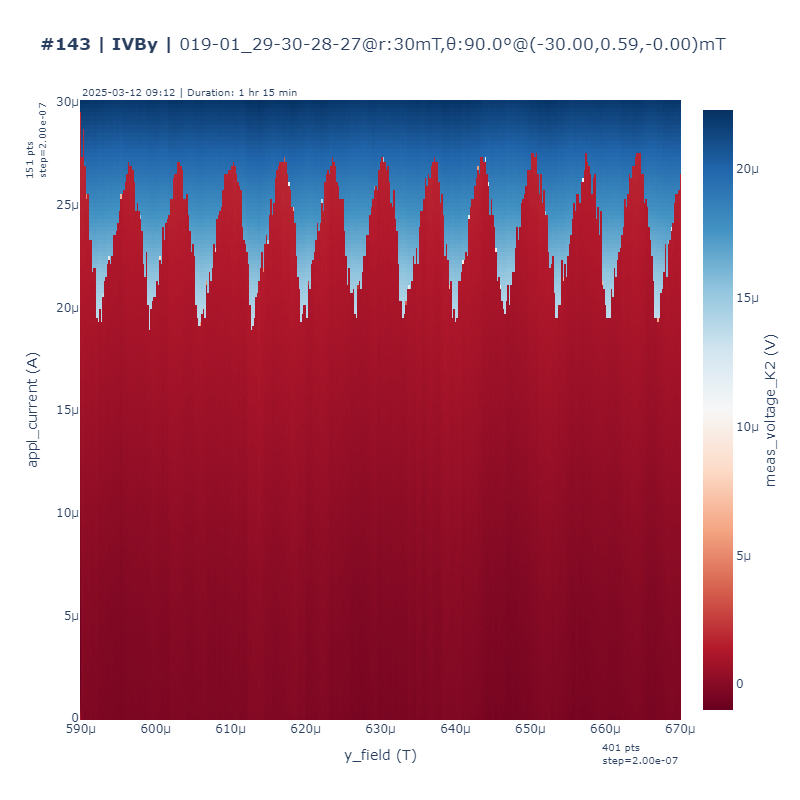 #143 | IVBy | 019-01_29-30-28-27@r:30mT,θ:90.0°@(-30.00,0.59,-0.00)mT
2025-03-12 09:12 | Duration: 1 hr 15 min
151 pts
step=2.00e-07
30μ
25μ
20μ
15μ
10μ
5μ
0
appl_current (A)
590μ 600μ 610μ 620μ 630μ 640μ 650μ 660μ 670μ
y_field (T)
401 pts
step=2.00e-07
20μ
15μ
10μ
5μ
0
meas_voltage_K2 (V)